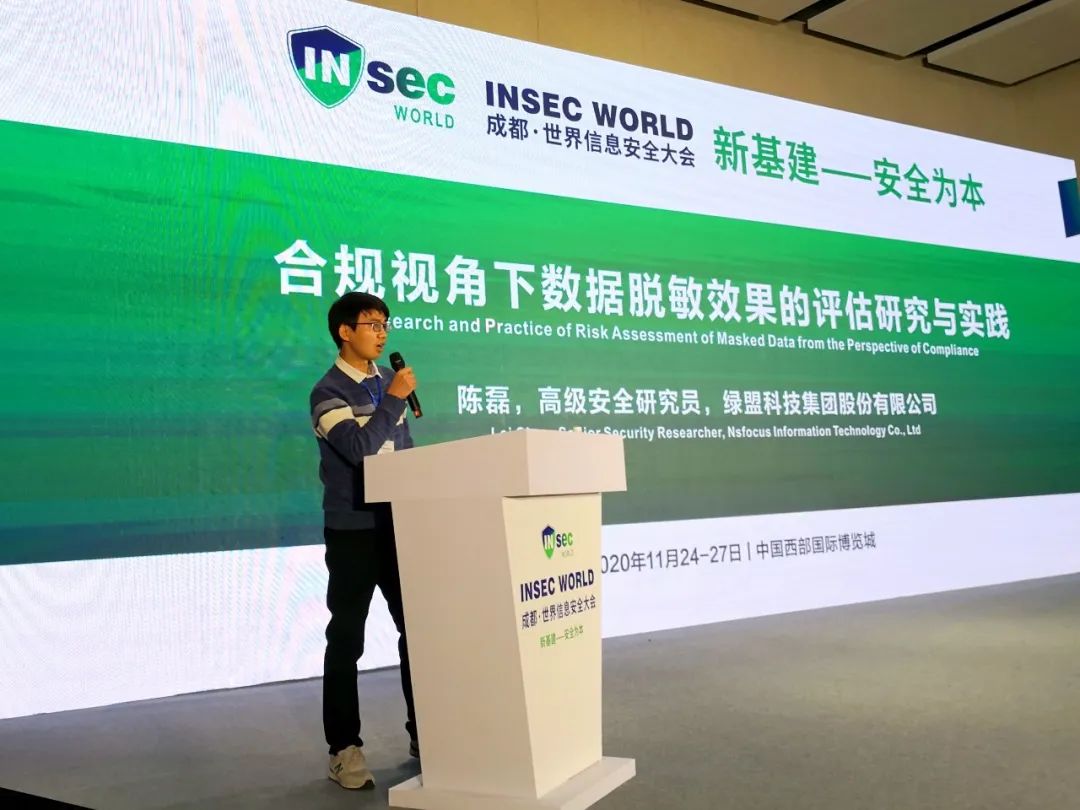 INsec
WORLD
INSEC WORLD
成都·世界信息安全大会
新基建——安全为本
合规视角下数据脱敏效果的评估研究与实践
and Practice of Risk Assessment of Masked Data from the Perspective of Compliance
陈磊，高级安全研究员，绿盟科技集团股份有限公司
Security Researcher, Nsfocus Information Technology Co., Ltd
020年11月24-27日 | 中国西部国际博览城
INsec
WORLD
INSEC WORLD
成都·世界信息安全大会
新基建——安全为本